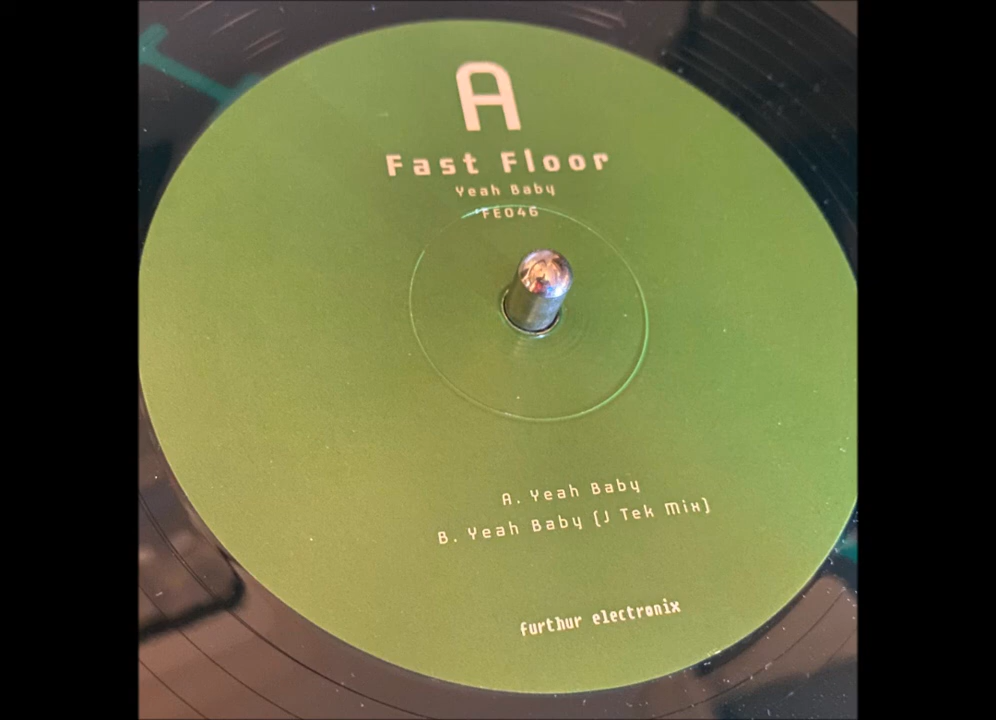 A
Fast Floor
Yeah Baby
FE046
A. Yeah Baby
B. Yeah Baby (J Tek Mix)
furthur electronix